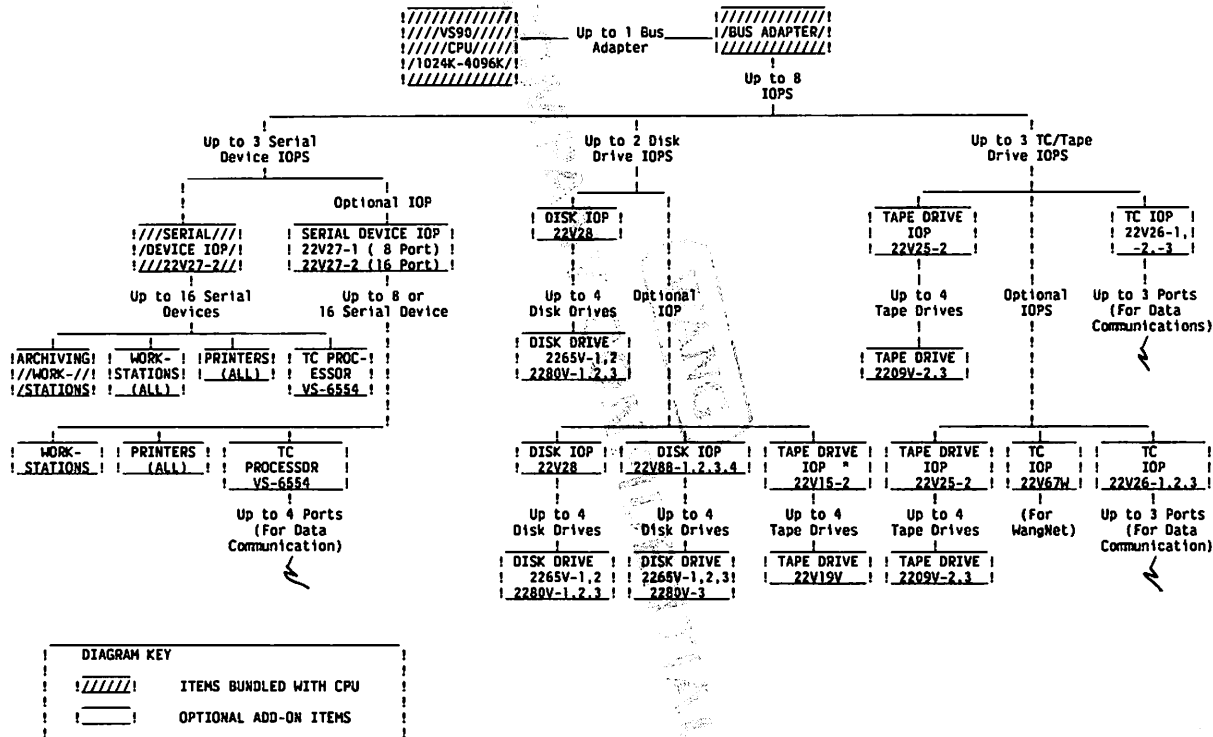 ////VS90/////
/////CPU/////
/1024K-4096K/
Up to 1 Bus
Adapter
/BUS ADAPTER/
Up to 8
IOPS
Up to 3 Serial
Device IOPS
Up to 2 Disk
Drive IOPS
Up to 3 TC/Tape
Drive IOPS
///SERIAL///
/DEVICE IOP/
///22V27-2//
Optional IOP
SERIAL DEVICE IOP
22V27-1 ( 8 Port)
22V27-2 (16 Port)
DISK IOP
22V28
TAPE DRIVE
IOP
22V25-2
TC IOP
22V26-1,
-2.-3
Up to 16 Serial
Devices
Up to 8 or
16 Serial Device
Up to 4
Disk Drives
Optional
IOP
Up to 4
Tape Drives
Optional
IOPS
Up to 3 Ports
(For Data
Communications)
ARCHIVING
//WORK-//
/STATIONS
WORK-
STATIONS
(ALL)
PRINTERS
(ALL)
TC PROC-
ESSOR
VS-6554
DISK DRIVE
2265V-1,2
2280V-1,2,3
TAPE DRIVE
2209V-2.3
WANG
WORK-
STATIONS
PRINTERS
(ALL)
TC
PROCESSDR
VS-6554
DISK IOP
22V28
DISK IOP
22V88-1,2,3,4
TAPE DRIVE
IOP *
22V15-2
TAPE DRIVE
IOP
22V25-2
TC
IOP
22V67W
TC
IOP
22V26-1.2.3
Up to 4 Ports
(For Data
Communication)
Up to 4
Disk Drives
Up to 4
Disk Drives
Up to 4
Tape Drives
Up to 4
Tape Drives
(For
WangNet)
Up to 3 Ports
(For Data
Communication)
DISK DRIVE
2265V-1,2
2280V-1,2,3
DISK DRIVE
2265V-1,2,3
2280V-3
TAPE DRIVE
22V19V
TAPE DRIVE
2209V-2,3
DIAGRAM KEY
ITEMS BUNDLED WITH CPU
OPTIONAL ADD-ON ITEMS